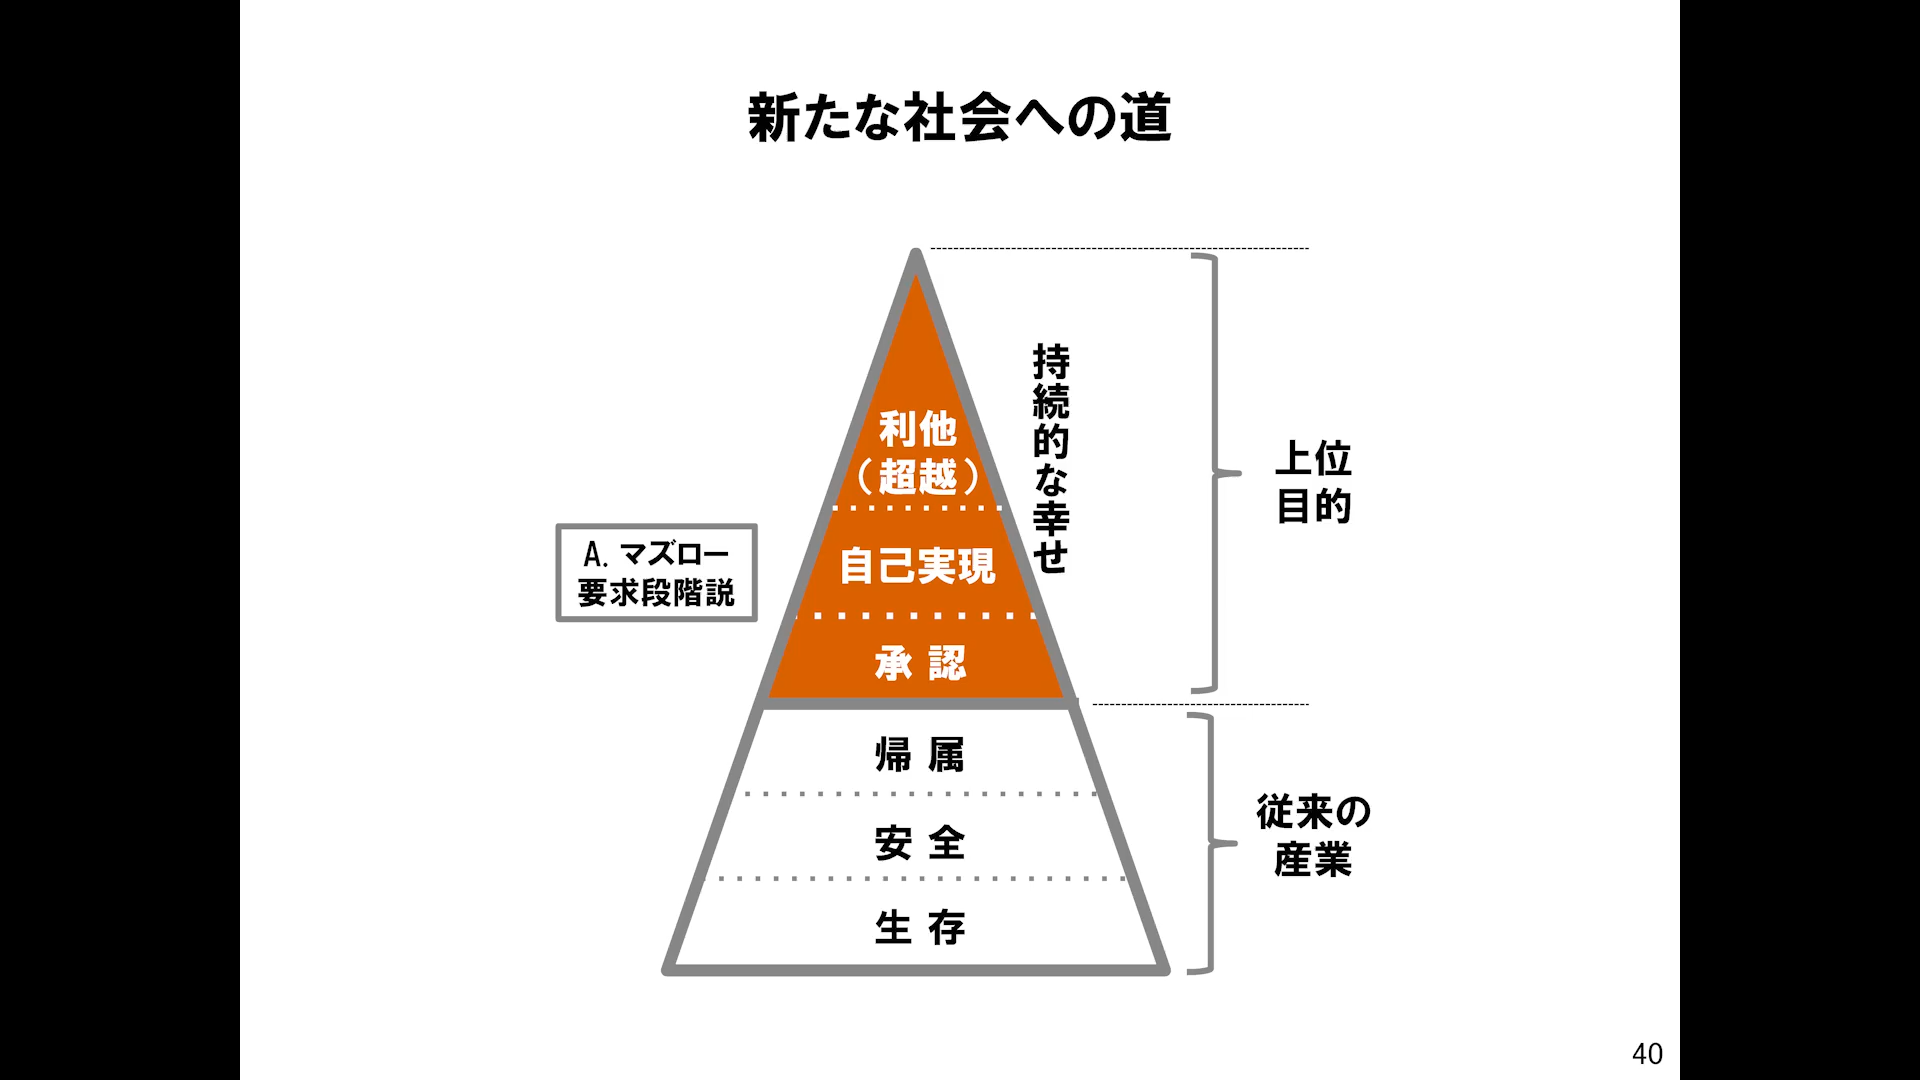 新たな社会への道
利他
（超越）
自己実現
承 認
帰 属
安 全
生 存
持続的な幸せ
A. マズロー
要求段階説
上位
目的
従来の
産業
40